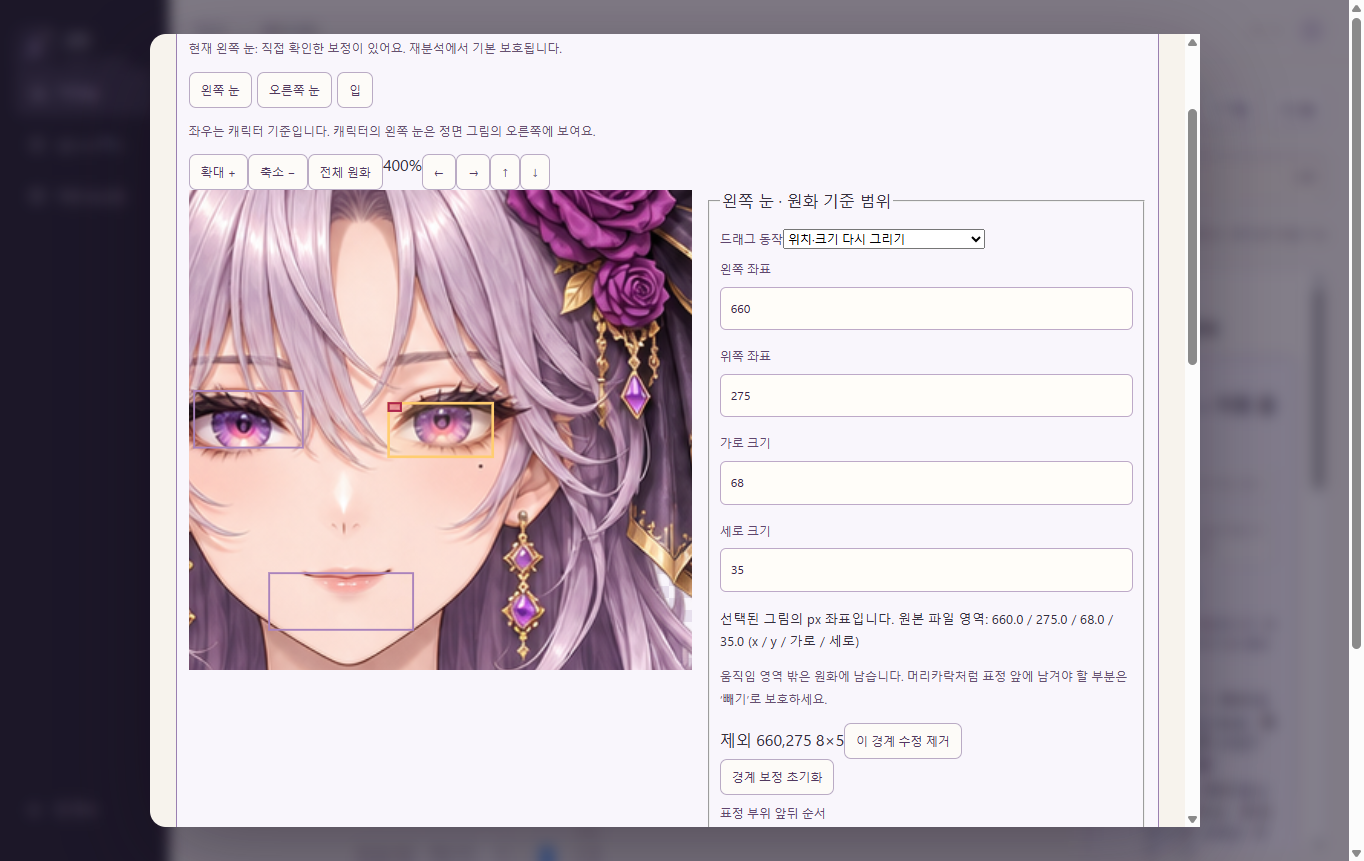 현재 왼쪽 눈: 직접 확인한 보정이 있어요. 재분석에서 기본 보호됩니다.
왼쪽 눈 오른쪽 눈 입
좌우는 캐릭터 기준입니다. 캐릭터의 왼쪽 눈은 정면 그림의 오른쪽에 보여요.
확대 + 축소 − 전체 원화 400% ← → ↑ ↓
왼쪽 눈 · 원화 기준 범위
드래그 동작 위치·크기 다시 그리기
왼쪽 좌표
660
위쪽 좌표
275
가로 크기
68
세로 크기
35
선택된 그림의 px 좌표입니다. 원본 파일 영역: 660.0 / 275.0 / 68.0 /
35.0 (x / y / 가로 / 세로)
움직임 영역 밖은 원화에 남습니다. 머리카락처럼 표정 앞에 남겨야 할 부분은
‘빼기’로 보호하세요.
제외 660,275 8×5 이 경계 수정 제거
경계 보정 초기화
표정 부위 앞뒤 순서